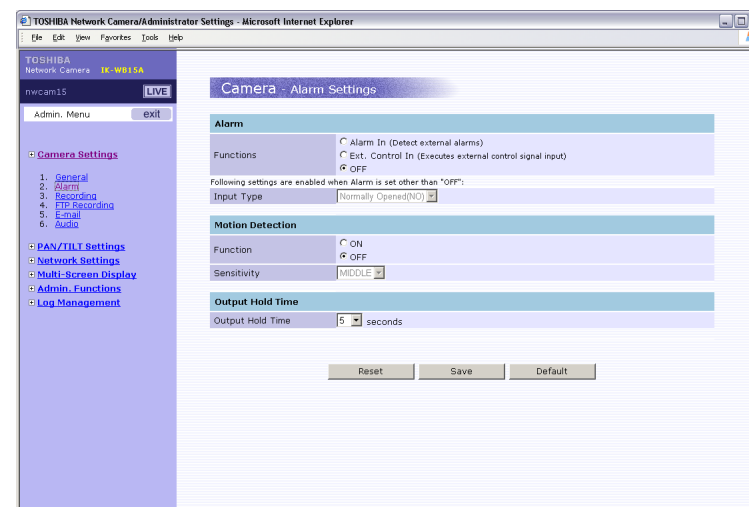 TOSHIBA Network Camera/Administrator Settings - Microsoft Internet Explorer
File Edit View Favorites Tools Help
TOSHIBA
Network Camera IK-WB15A
nwcam15 LIVE
Admin. Menu exit
Camera Settings
1. General
2. Alarm
3. Recording
4. FTP Recording
5. E-mail
6. Audio
PAN/TILT Settings
Network Settings
Multi-Screen Display
Admin. Functions
Log Management
Camera - Alarm Settings
Alarm
Functions
Alarm In (Detect external alarms)
Ext. Control In (Executes external control signal input)
OFF
Following settings are enabled when Alarm is set other than "OFF":
Input Type Normally Opened(NO)
Motion Detection
Function
ON
OFF
Sensitivity MIDDLE
Output Hold Time
Output Hold Time 5 seconds
Reset Save Default